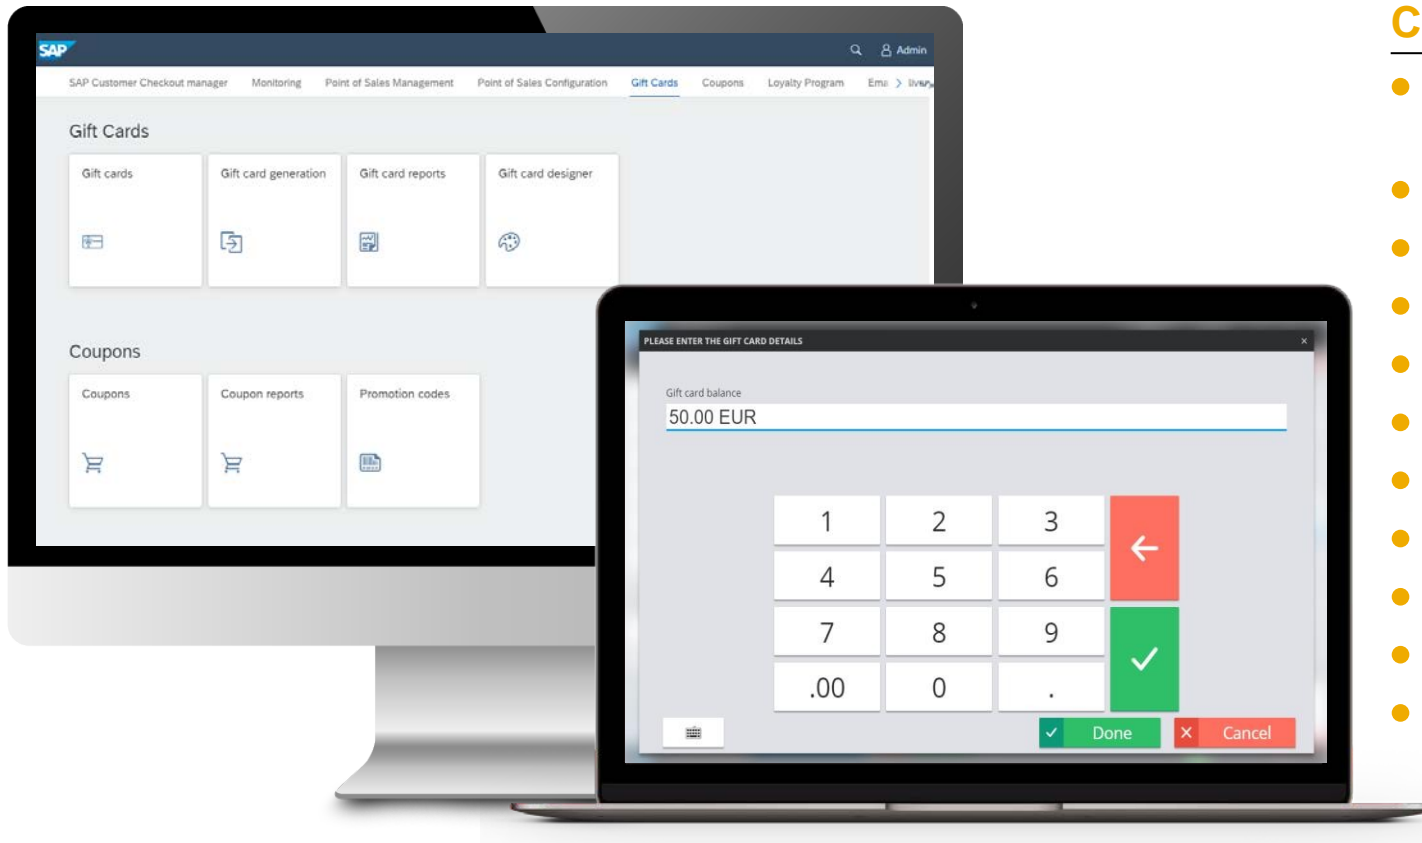 SAP
Admin
SAP Customer Checkout manager Monitoring Point of Sales Management Point of Sales Configuration Gift Cards Coupons Loyalty Program Ema
Gift Cards
Gift cards Gift card generation Gift card reports Gift card designer
Coupons
Coupons Coupon reports Promotion codes
PLEASE ENTER THE GIFT CARD DETAILS
Gift card balance
50.00 EUR
1 2 3
4 5 6
7 8 9
.00 0 .
Done Cancel
C